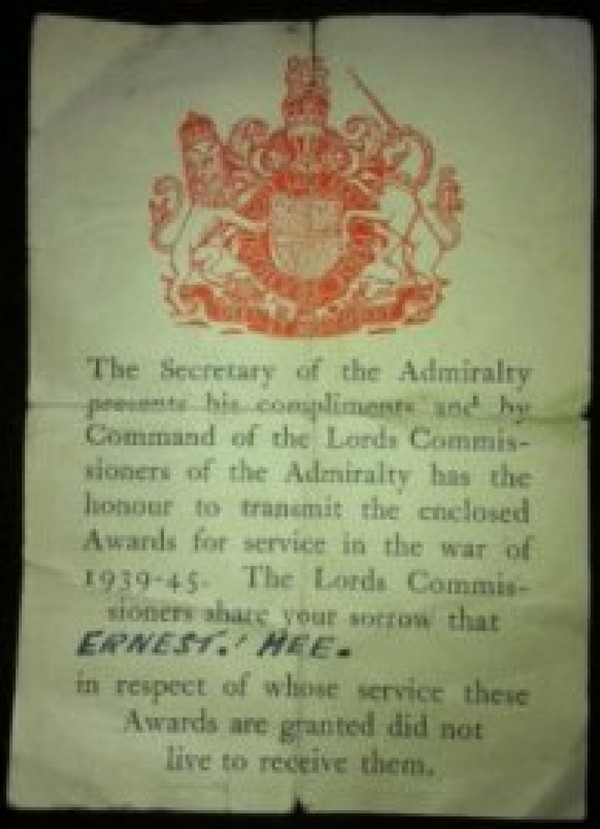 The Secretary of the Admiralty
presents his compliments and by
Command of the Lords Commis-
sioners of the Admiralty has the
honour to transmit the enclosed
Awards for service in the war of
1939-45. The Lords Commis-
sioners share your sorrow that
ERNEST. HEE.
in respect of whose service these
Awards are granted did not
live to receive them.